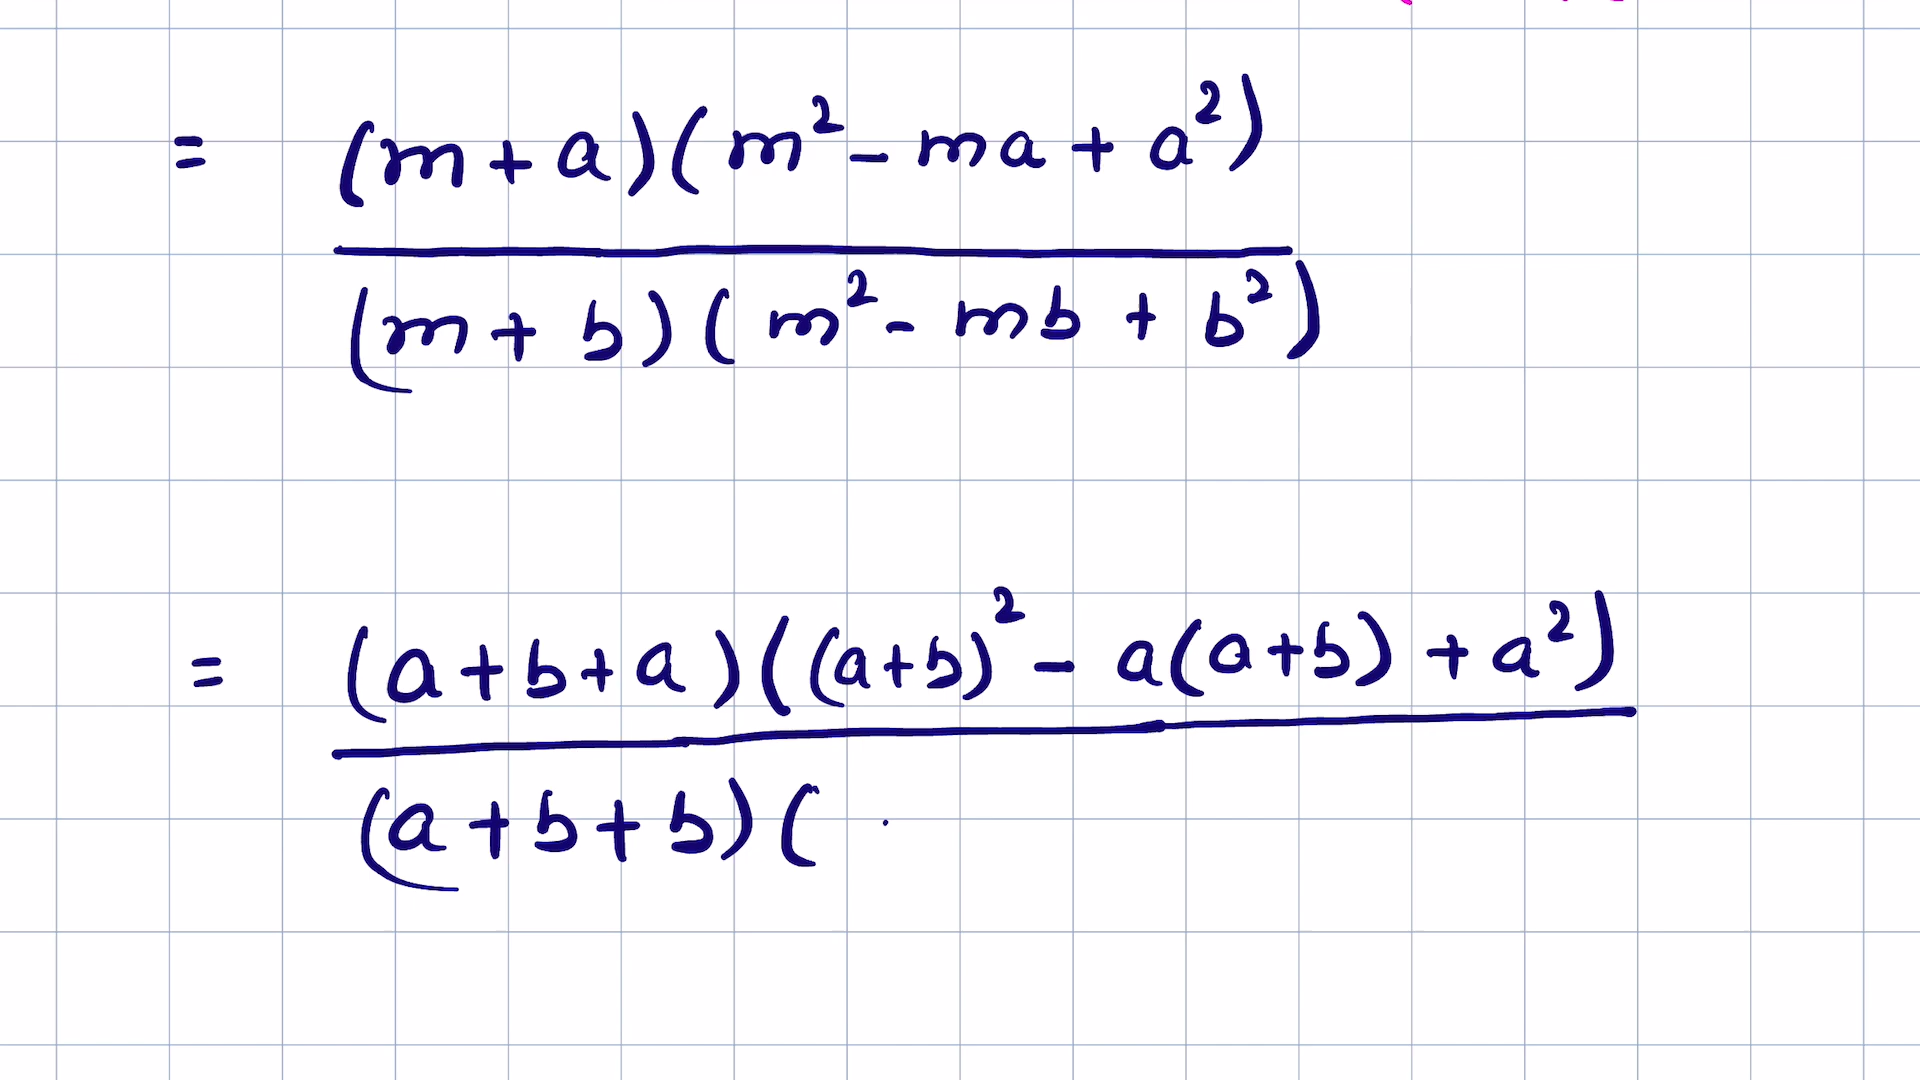 = (m + a)(m² - ma + a²)
(m + b)(m² - mb + b²)
= (a+b+a)((a+b)² - a(a+b) + a²)
(a+b+b)(